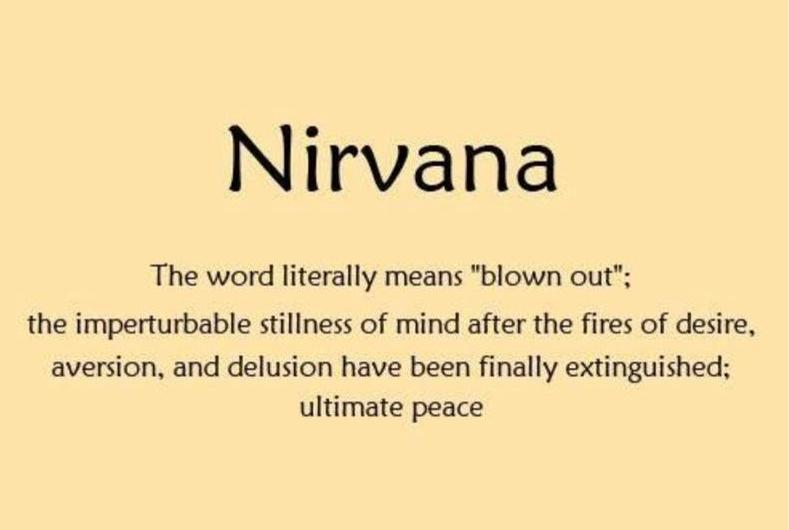 Nirvana
The word literally means "blown out";
the imperturbable stillness of mind after the fires of desire,
aversion, and delusion have been finally extinguished;
ultimate peace